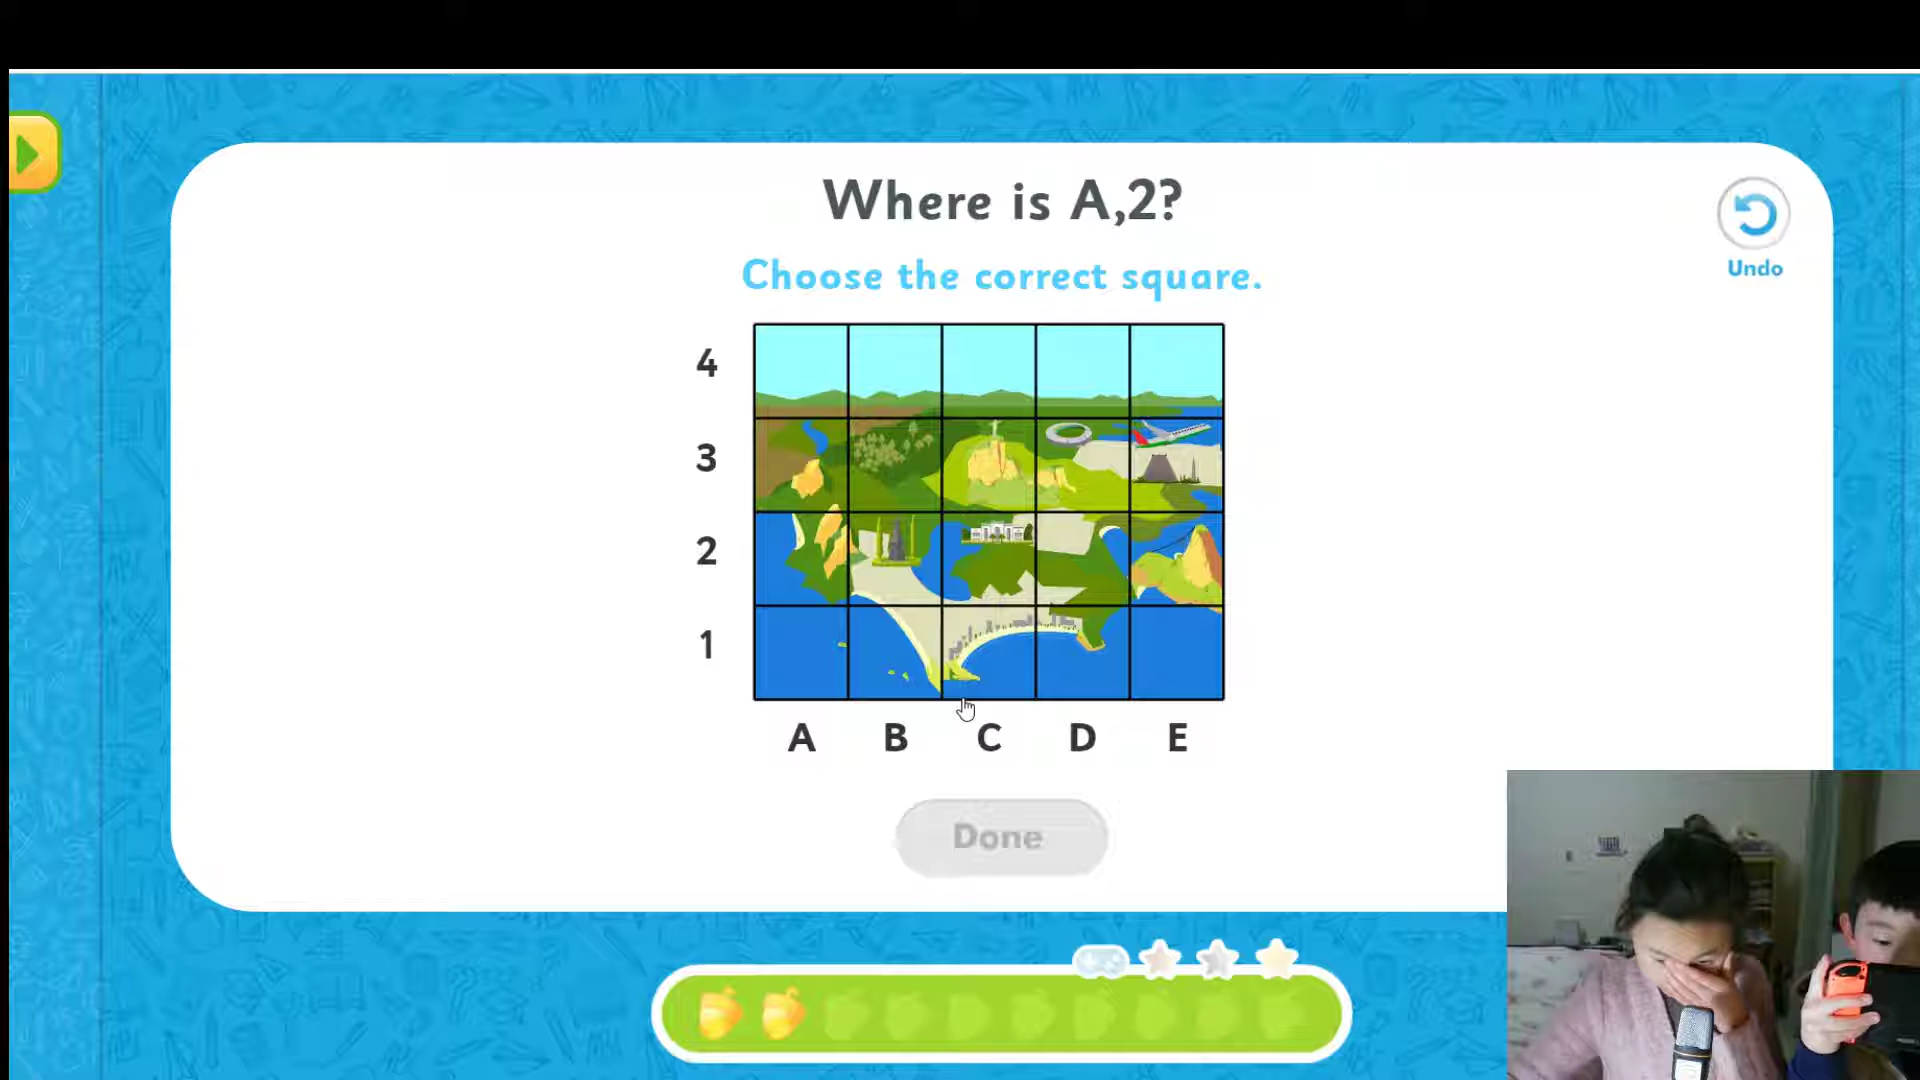 Where is A,2?
Undo
Choose the correct square.
4
3
2
1
A B C D E
Done